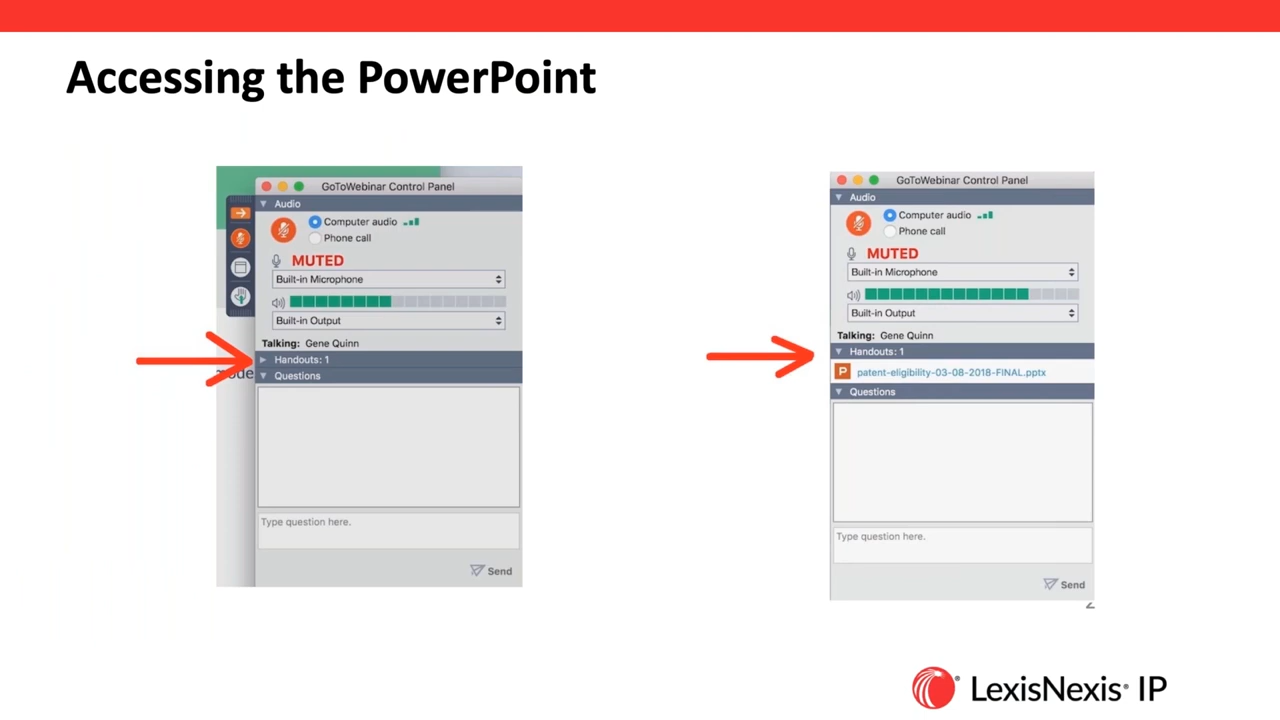 Accessing the PowerPoint
GoToWebinar Control Panel
Audio
Computer audio
Phone call
MUTED
Built-in Microphone
Built-in Output
Talking: Gene Quinn
Handouts: 1
Questions
Type question here.
Send
GoToWebinar Control Panel
Audio
Computer audio
Phone call
MUTED
Built-in Microphone
Built-in Output
Talking: Gene Quinn
Handouts: 1
P patent-eligibility-03-08-2018-FINAL.pptx
Questions
Type question here.
Send
LexisNexis® IP